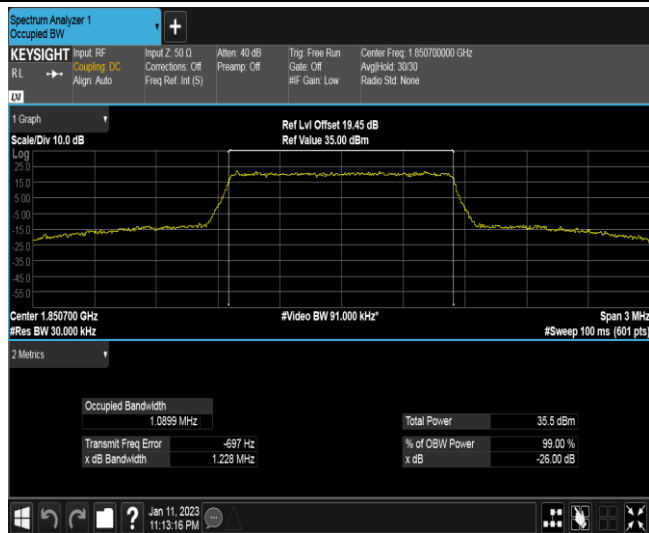 Spectrum Analyzer 1
Occupied BW
+
KEYSIGHT Input: RF Input Z: 50 Ω Atten: 40 dB Trig: Free Run Center Freq: 1.850700000 GHz
RL Coupling: DC Corrections: Off Preamp: Off Gate: Off Avg|Hold: 30/30
Align: Auto Freq Ref: Int (S) #IF Gain: Low Radio Std: None
LXI
1 Graph Ref Lvl Offset 19.45 dB
Scale/Div 10.0 dB Ref Value 35.00 dBm
Log
25.0
15.0
5.00
-5.00
-15.0
-25.0
-35.0
-45.0
-55.0
Center 1.850700 GHz #Video BW 91.000 kHz* Span 3 MHz
#Res BW 30.000 kHz #Sweep 100 ms (601 pts)
2 Metrics
Occupied Bandwidth
1.0899 MHz Total Power 35.5 dBm
Transmit Freq Error -697 Hz % of OBW Power 99.00 %
x dB Bandwidth 1.228 MHz x dB -26.00 dB
? Jan 11, 2023
11:13:16 PM